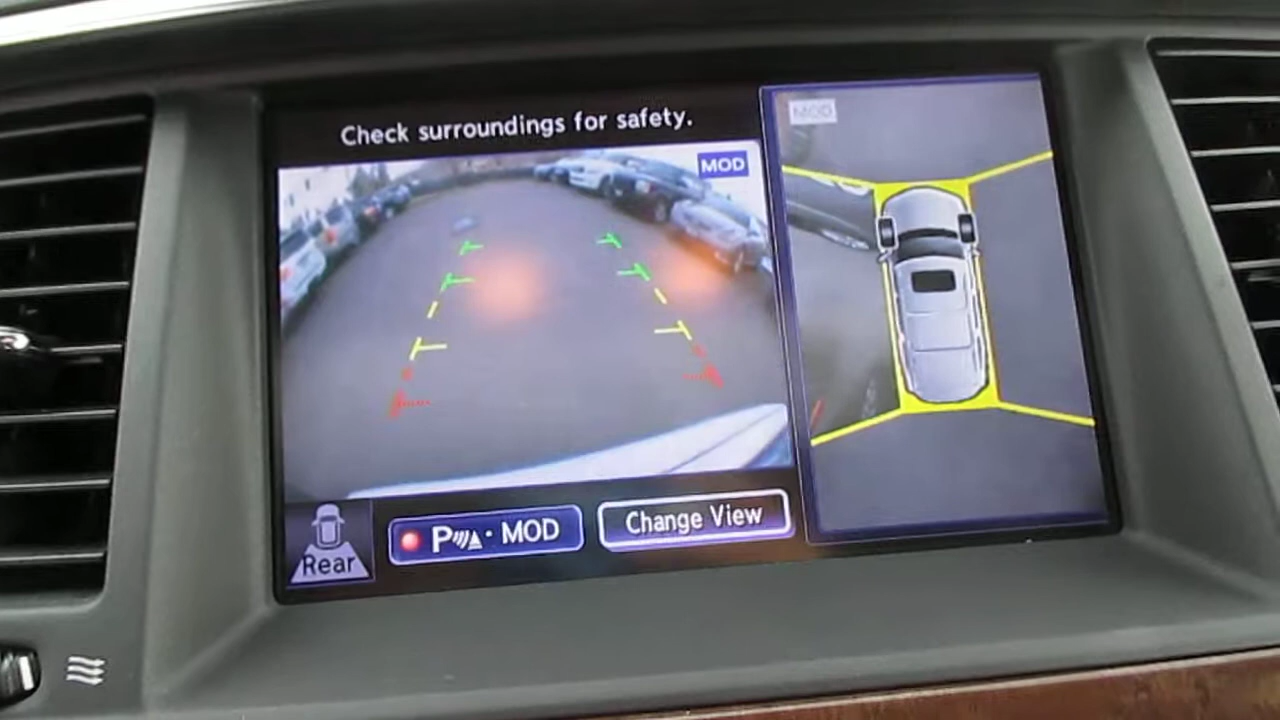 Check surroundings for safety.
MOD
MOD
Rear
P · MOD
Change View